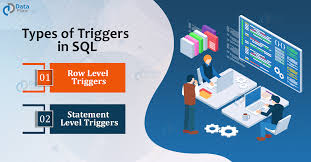 Data
Flair
Types of Triggers
in SQL
01
Row Level
Triggers
02
Statement
Level Triggers